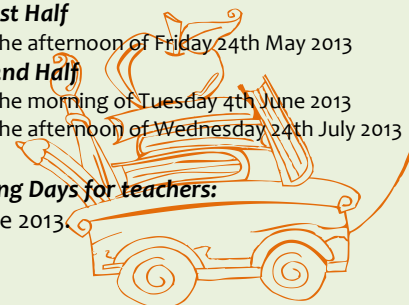 st Half
he afternoon of Friday 24th May 2013
nd Half
he morning of Tuesday 4th June 2013
he afternoon of Wednesday 24th July 2013
ng Days for teachers:
e 2013.